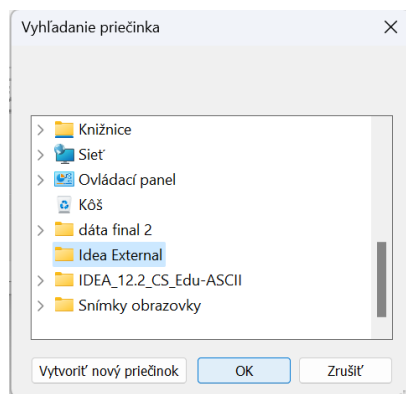 Vyhľadanie priečinka
Knižnice
Sieť
Ovládací panel
Kôš
dáta final 2
Idea External
IDEA_12.2_CS_Edu-ASCII
Snímky obrazovky
Vytvoriť nový priečinok OK Zrušiť